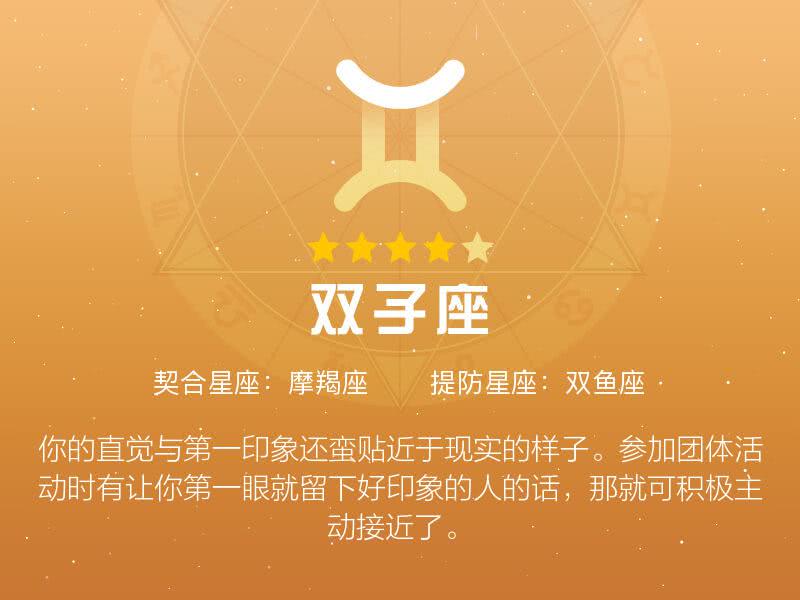 双子座
契合星座：摩羯座 提防星座：双鱼座
你的直觉与第一印象还蛮贴近于现实的样子。参加团体活
动时有让你第一眼就留下好印象的人的话，那就可积极主
动接近了。